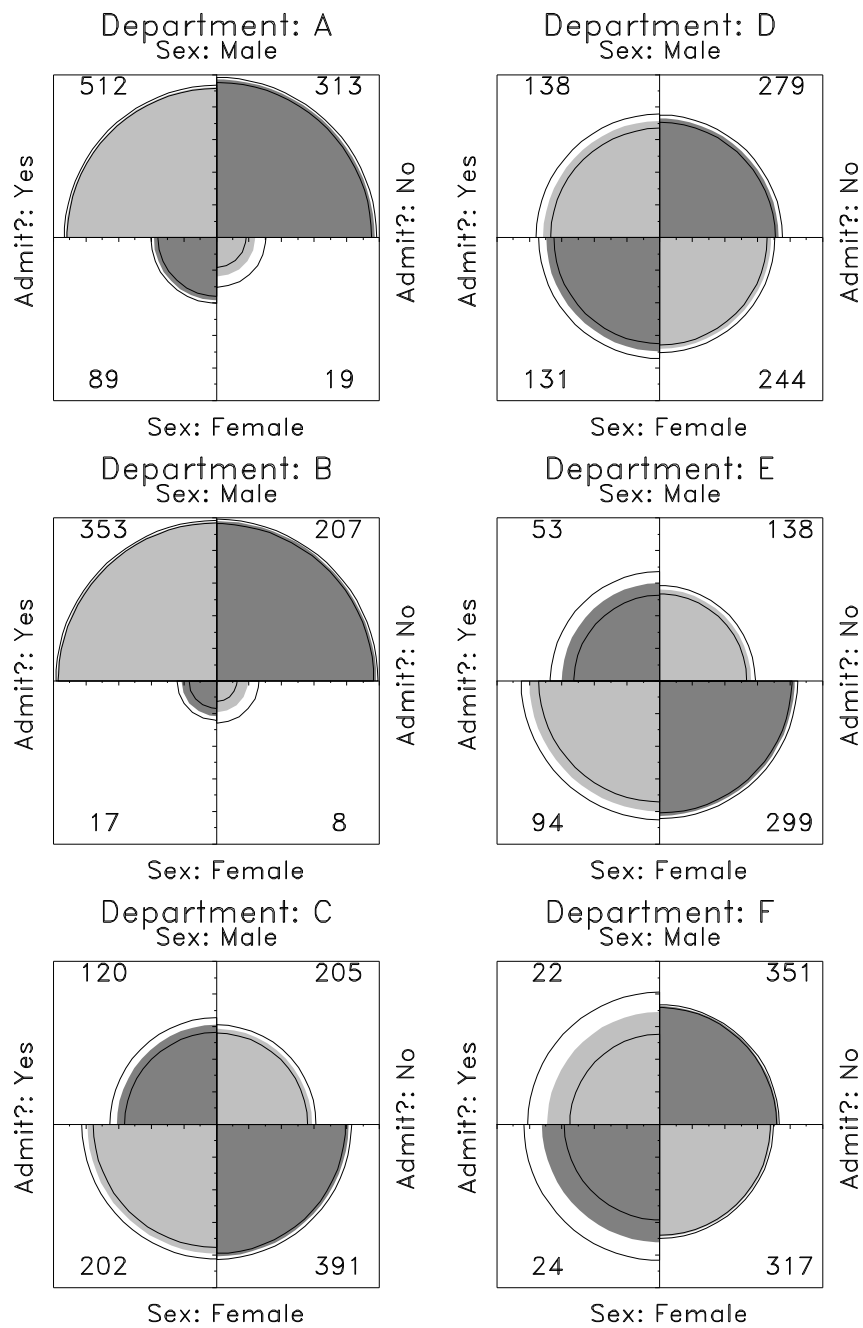 Department: A
Sex: Male
512 313
Admit?: Yes
Admit?: No
89 19
Sex: Female
Department: D
Sex: Male
138 279
Admit?: Yes
Admit?: No
131 244
Sex: Female
Department: B
Sex: Male
353 207
Admit?: Yes
Admit?: No
17 8
Sex: Female
Department: E
Sex: Male
53 138
Admit?: Yes
Admit?: No
94 299
Sex: Female
Department: C
Sex: Male
120 205
Admit?: Yes
Admit?: No
202 391
Sex: Female
Department: F
Sex: Male
22 351
Admit?: Yes
Admit?: No
24 317
Sex: Female